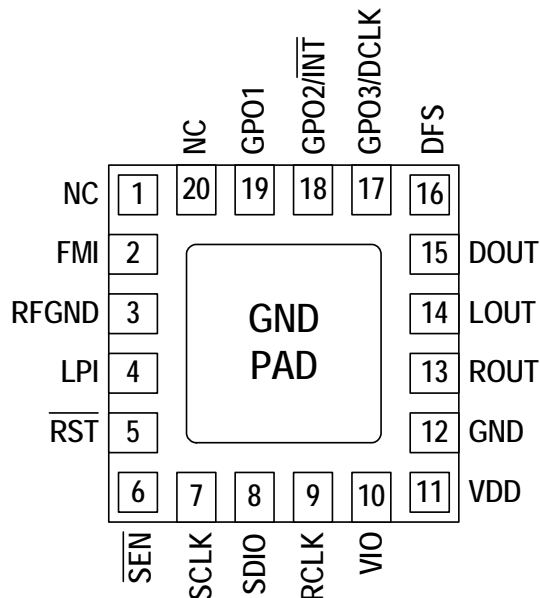 NC
GPO1
GPO2/INT
GPO3/DCLK
DFS
NC 1 20 19 18 17 16
FMI 2 15 DOUT
RFGND 3 14 LOUT
GND
PAD
LPI 4 13 ROUT
RST 5 12 GND
6 7 8 9 10 11 VDD
SEN
SCLK
SDIO
RCLK
VIO